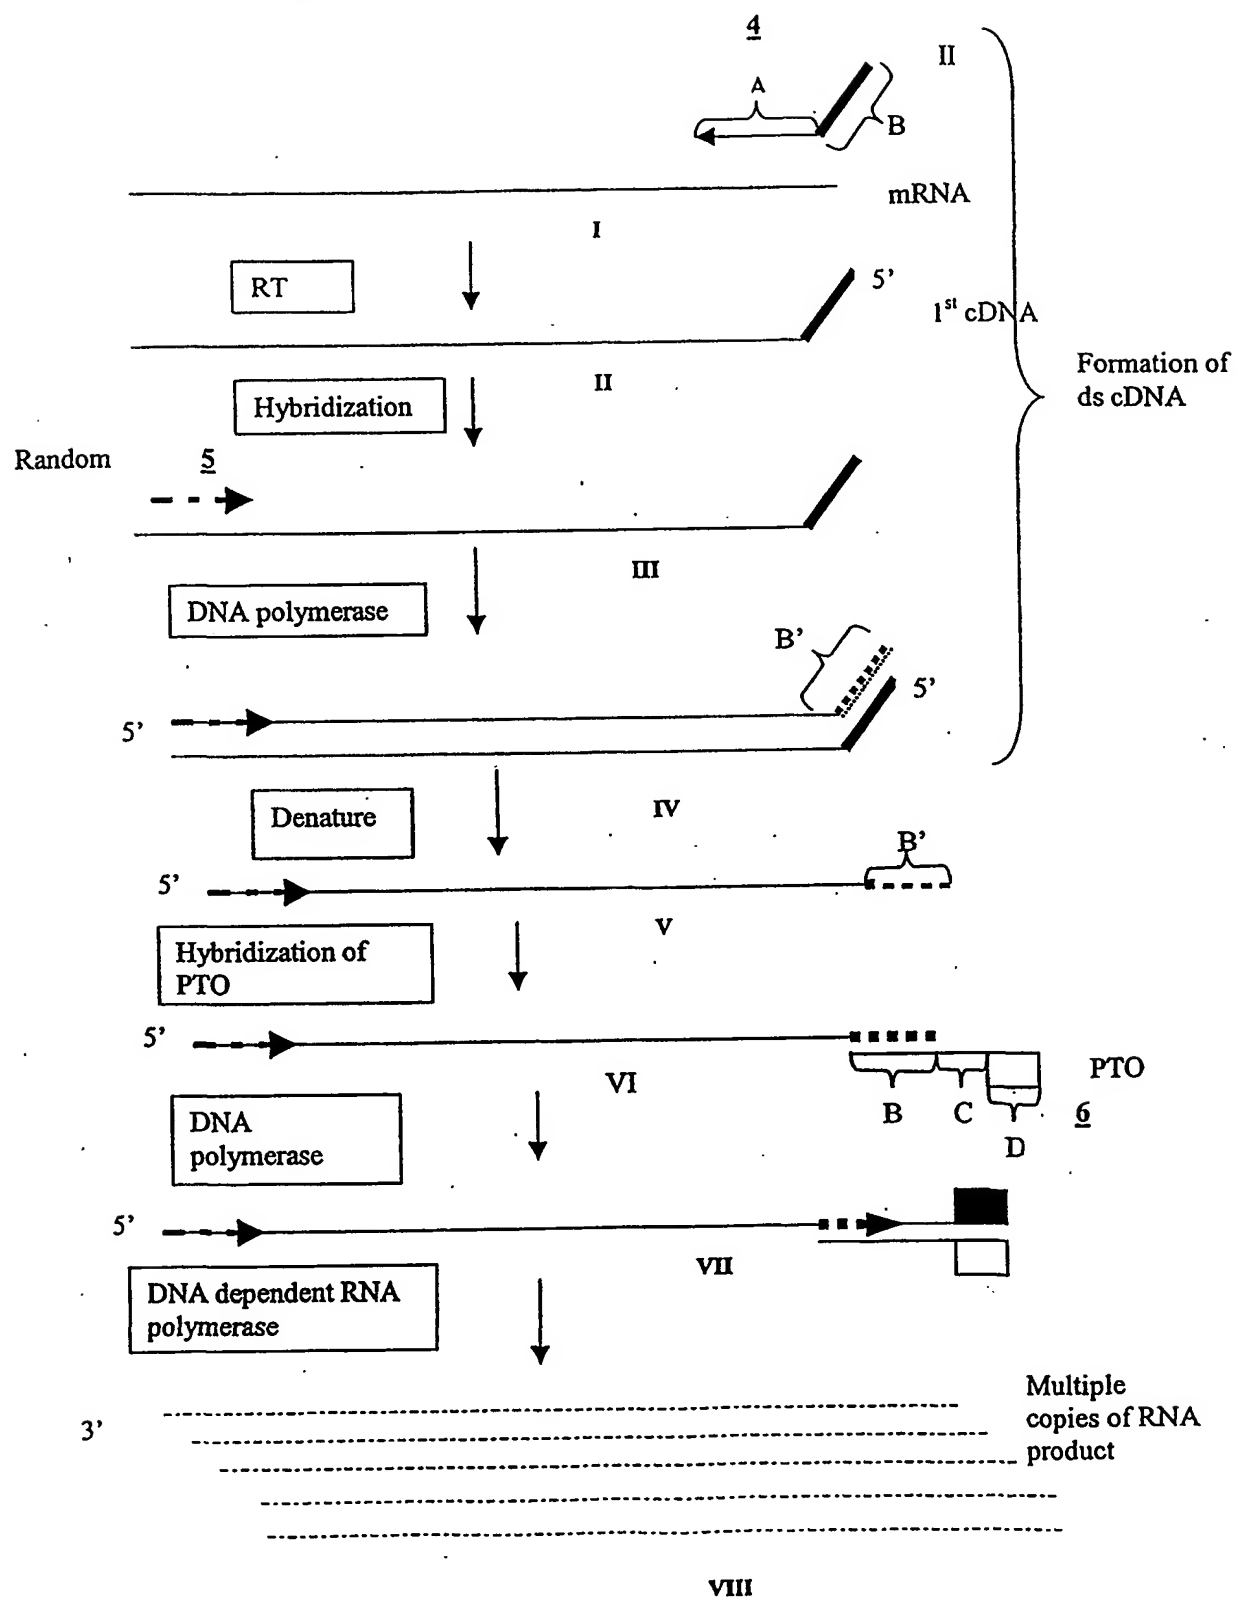 4
II
A
B
mRNA
I
RT
5’
1st cDNA
II
Formation of
ds cDNA
Hybridization
Random
5
III
DNA polymerase
B’
5’
5’
IV
Denature
B’
5’
V
Hybridization of
PTO
5’
VI
PTO
B
C
6
D
DNA
polymerase
5’
VII
DNA dependent RNA
polymerase
Multiple
copies of RNA
product
3’
VIII